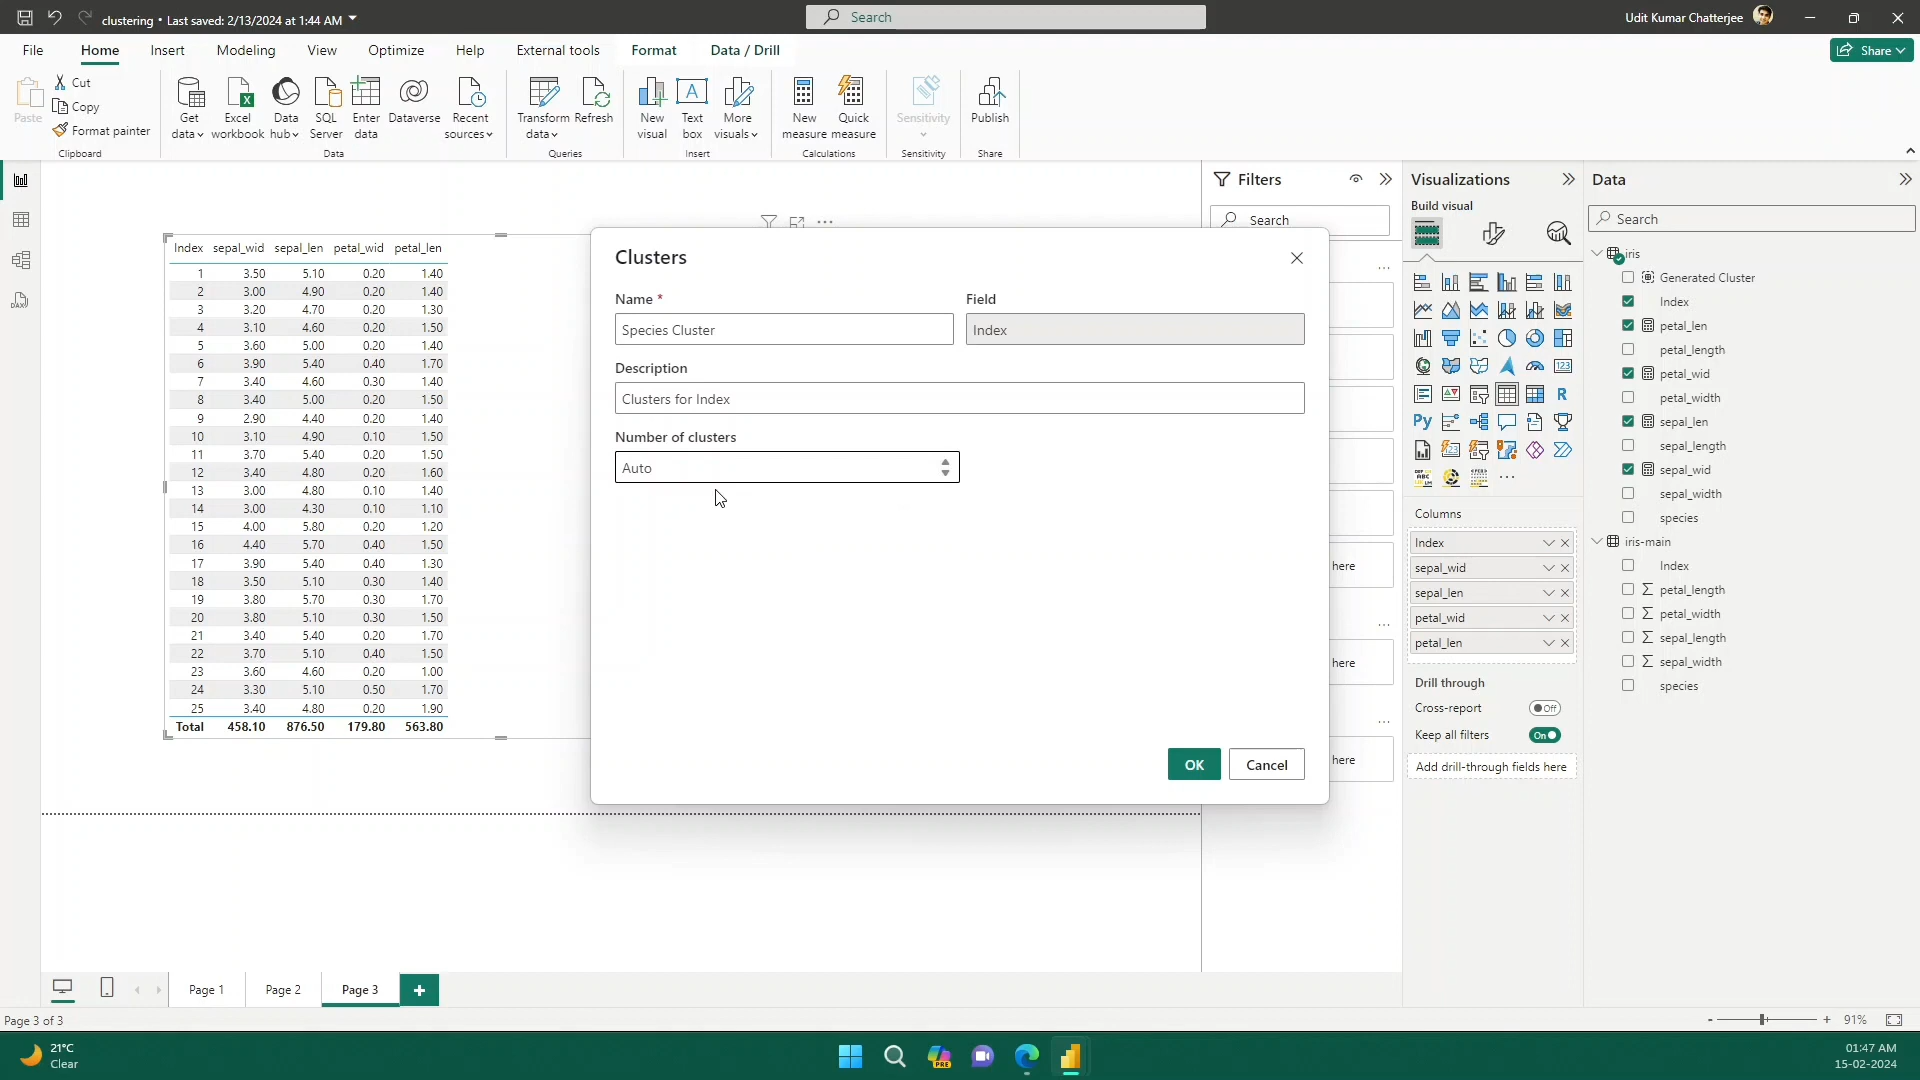 clustering • Last saved: 2/13/2024 at 1:44 AM
Search
Udit Kumar Chatterjee
File Home Insert Modeling View Optimize Help External tools Format Data / Drill
Share
Paste
Cut
Copy
Format painter
Get data
Excel workbook
Data hub
SQL Server
Enter data
Dataverse
Recent sources
Transform data
Refresh
New visual
Text box
More visuals
New measure
Quick measure
Sensitivity
Publish
Clipboard Data Queries Insert Calculations Sensitivity Share
Index sepal_wid sepal_len petal_wid petal_len
1 3.50 5.10 0.20 1.40
2 3.00 4.90 0.20 1.40
3 3.20 4.70 0.20 1.30
4 3.10 4.60 0.20 1.50
5 3.60 5.00 0.20 1.40
6 3.90 5.40 0.40 1.70
7 3.40 4.60 0.30 1.40
8 3.40 5.00 0.20 1.50
9 2.90 4.40 0.20 1.40
10 3.10 4.90 0.10 1.50
11 3.70 5.40 0.20 1.50
12 3.40 4.80 0.20 1.60
13 3.00 4.80 0.10 1.40
14 3.00 4.30 0.10 1.10
15 4.00 5.80 0.20 1.20
16 4.40 5.70 0.40 1.50
17 3.90 5.40 0.40 1.30
18 3.50 5.10 0.30 1.40
19 3.80 5.70 0.30 1.70
20 3.80 5.10 0.30 1.50
21 3.40 5.40 0.20 1.70
22 3.70 5.10 0.40 1.50
23 3.60 4.60 0.20 1.00
24 3.30 5.10 0.50 1.70
25 3.40 4.80 0.20 1.90
Total 458.10 876.50 179.80 563.80
Clusters
Name * Field
Species Cluster Index
Description
Clusters for Index
Number of clusters
Auto
OK Cancel
Filters
Search
here
here
here
Visualizations
Build visual
Columns
Index
sepal_wid
sepal_len
petal_wid
petal_len
Drill through
Cross-report Off
Keep all filters On
Add drill-through fields here
Data
Search
iris
Generated Cluster
Index
petal_len
petal_length
petal_wid
petal_width
sepal_len
sepal_length
sepal_wid
sepal_width
species
iris-main
Index
petal_length
petal_width
sepal_length
sepal_width
species
Page 1 Page 2 Page 3
Page 3 of 3
91%
21°C
Clear
01:47 AM
15-02-2024